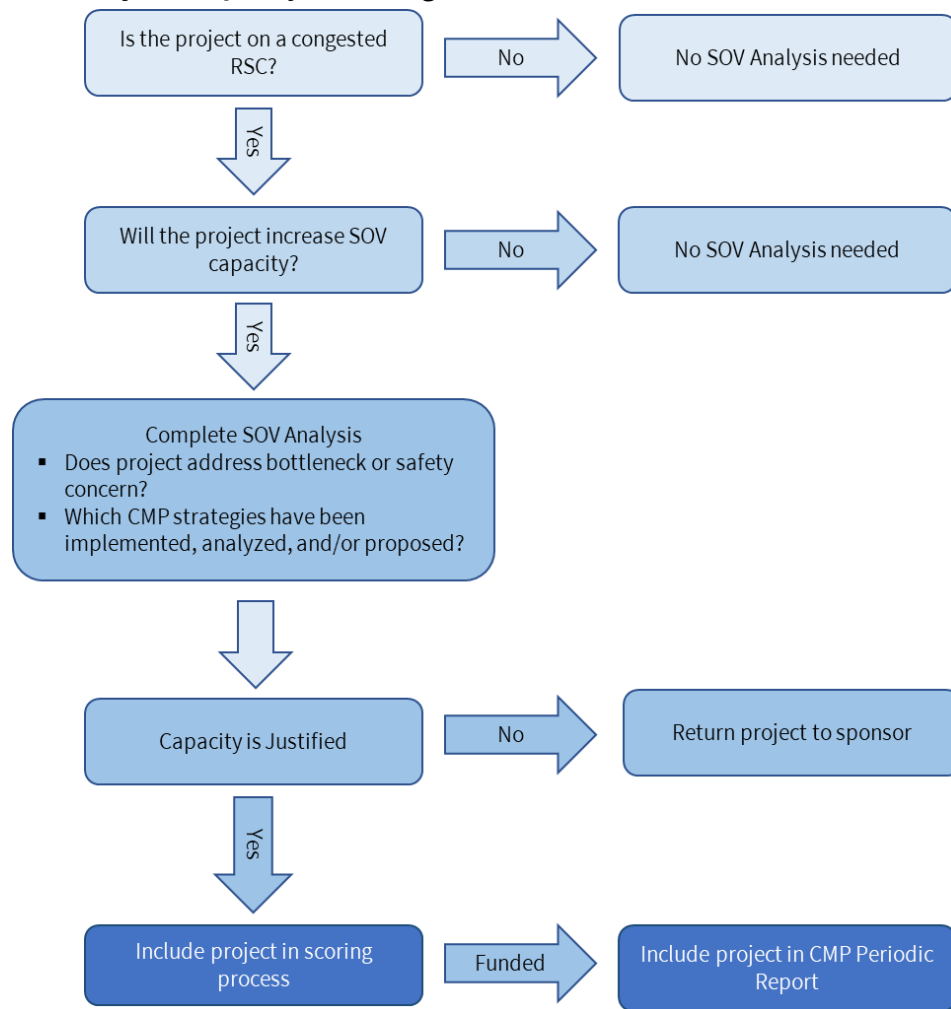 Is the project on a congested
RSC?
No
No SOV Analysis needed
Yes
Will the project increase SOV
capacity?
No
No SOV Analysis needed
Yes
Complete SOV Analysis
▪ Does project address bottleneck or safety
concern?
▪ Which CMP strategies have been
implemented, analyzed, and/or proposed?
Capacity is Justified
No
Return project to sponsor
Yes
Include project in scoring
process
Funded
Include project in CMP Periodic
Report